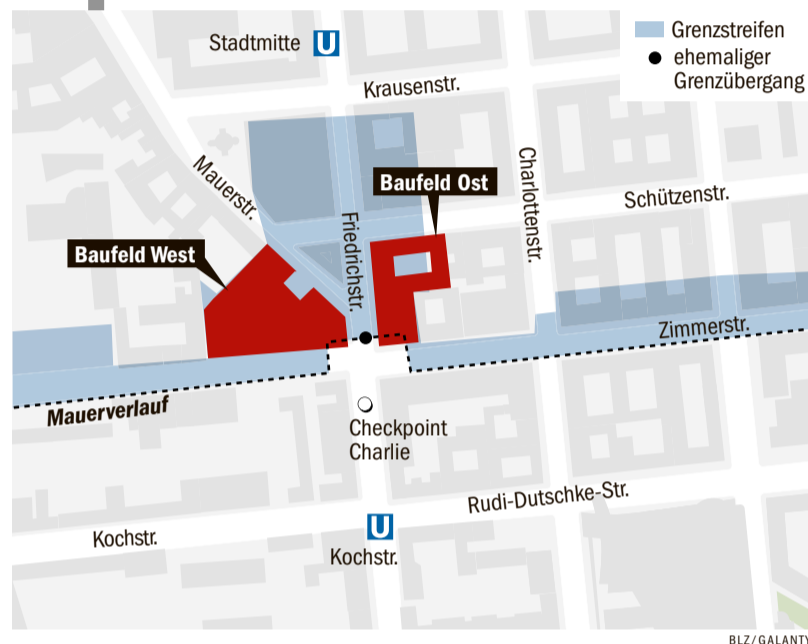 Stadtmitte U
Grenzstreifen
ehemaliger
Grenzübergang
Krausenstr.
Mauerstr.
Baufeld Ost
Charlottenstr.
Schützenstr.
Friedrichstr.
Baufeld West
Zimmerstr.
Mauerverlauf
Checkpoint
Charlie
Rudi-Dutschke-Str.
Kochstr.
U
Kochstr.
BLZ/GALANTY